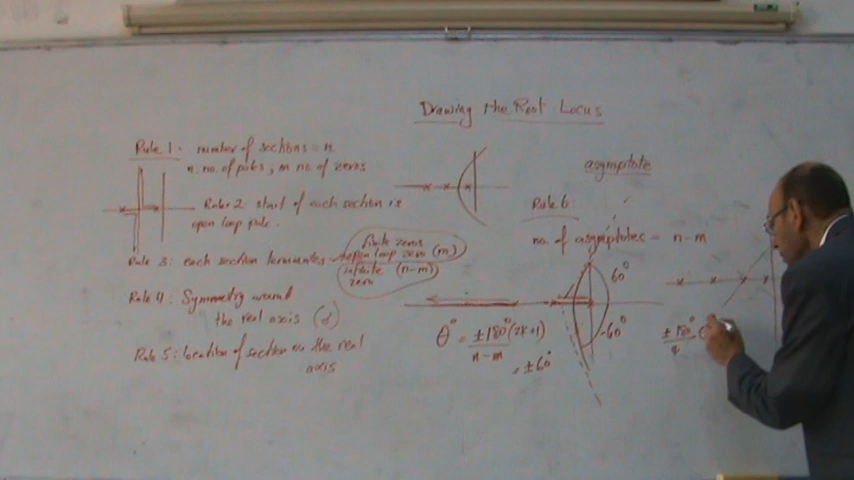 Drawing the Root Locus
Rule 1: number of sections = n
n: no. of poles, m no of zeros
Rule 2: start of each section is
open loop pole.
Rule 3: each section terminates
finite zeros
open loop zero (m)
infinite (n-m)
zero
Rule 4: Symmetry around
the real axis (σ)
Rule 5: location of section on the real
axis
asymptote
Rule 6
no. of asymptotes = n-m
60°
-60°
θ° = ±180°(2k+1)
n-m
= ±60°
±180°
4